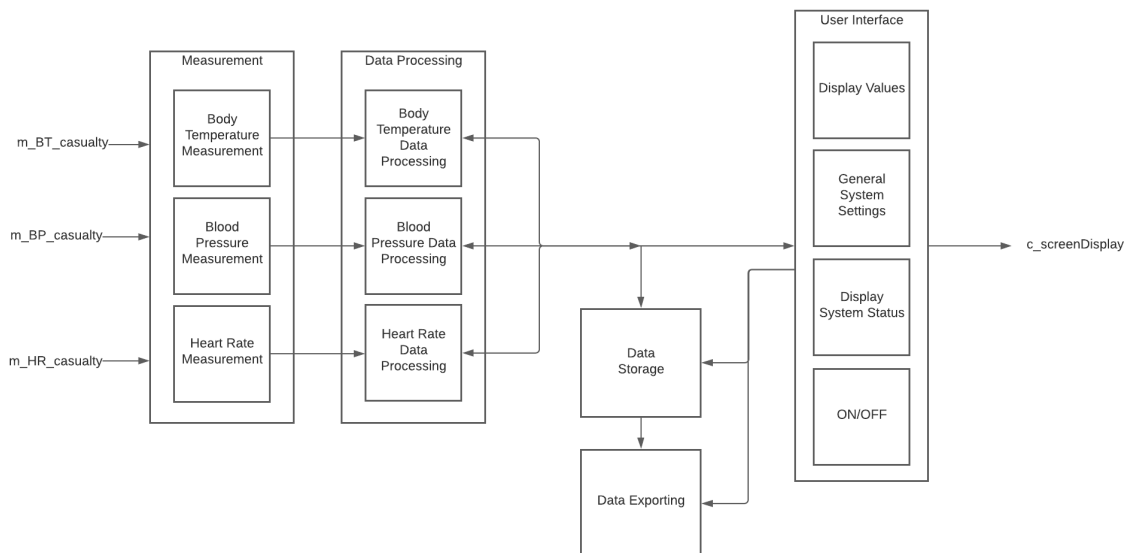 User Interface
Measurement
Data Processing
m_BT_casualty
m_BP_casualty
m_HR_casualty
Body
Temperature
Measurement
Blood
Pressure
Measurement
Heart Rate
Measurement
Body
Temperature
Data
Processing
Blood
Pressure Data
Processing
Heart Rate
Data
Processing
Data
Storage
Data Exporting
Display Values
General
System
Settings
Display
System Status
ON/OFF
c_screenDisplay